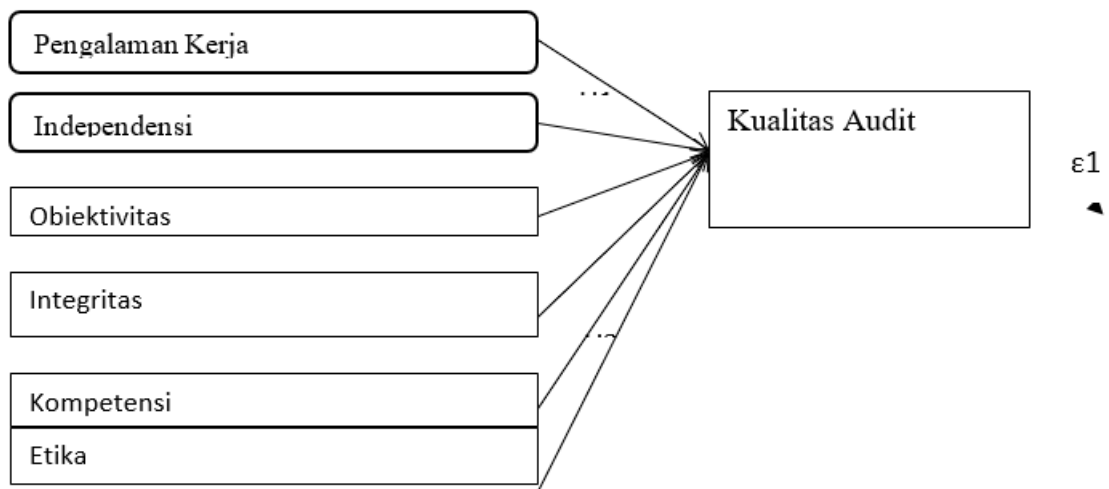 Pengalaman Kerja
Independensi
Obiektivitas
Integritas
Kompetensi
Etika
Kualitas Audit
ε1